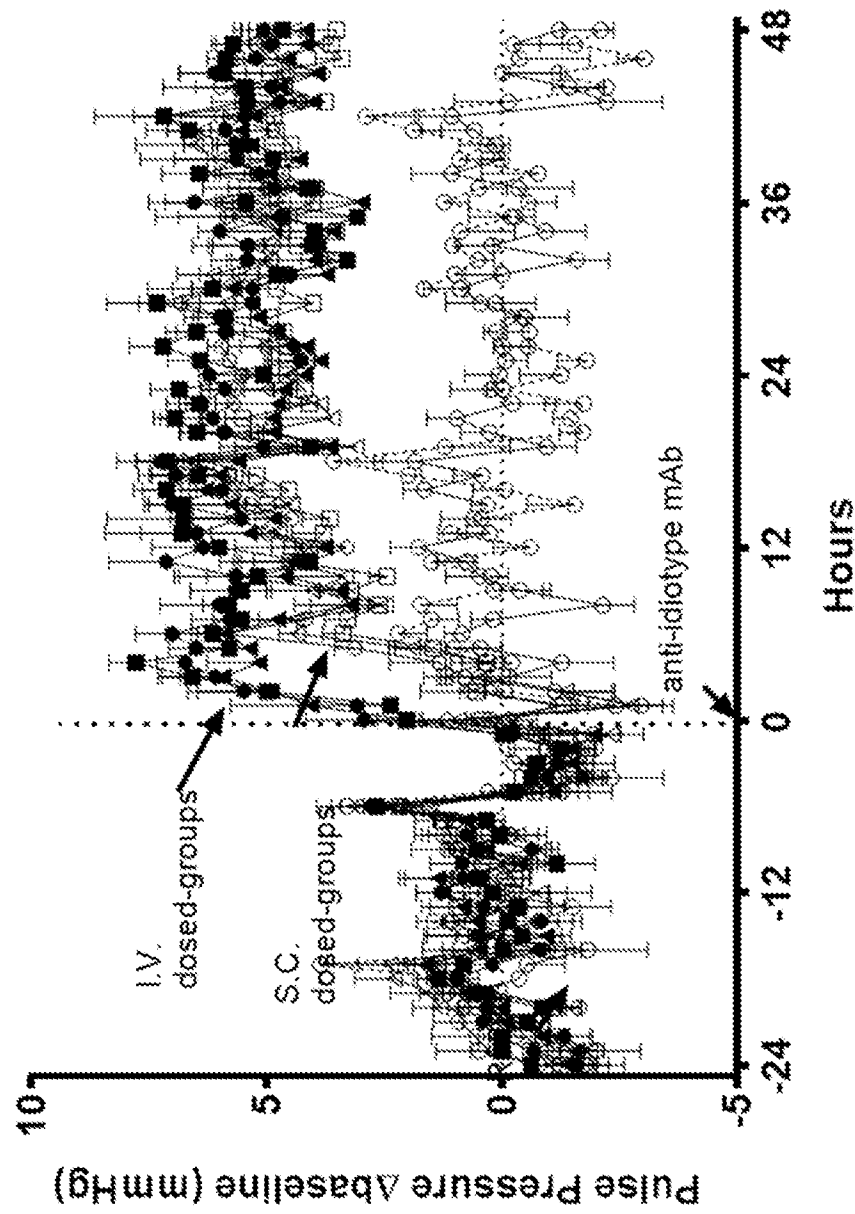 Pulse Pressure Δbaseline (mmHg)
10
5
0
-5
I.V.
dosed-groups
S.C.
dosed-groups
anti-idiotype mAb
-24
-12
0
12
24
36
48
Hours